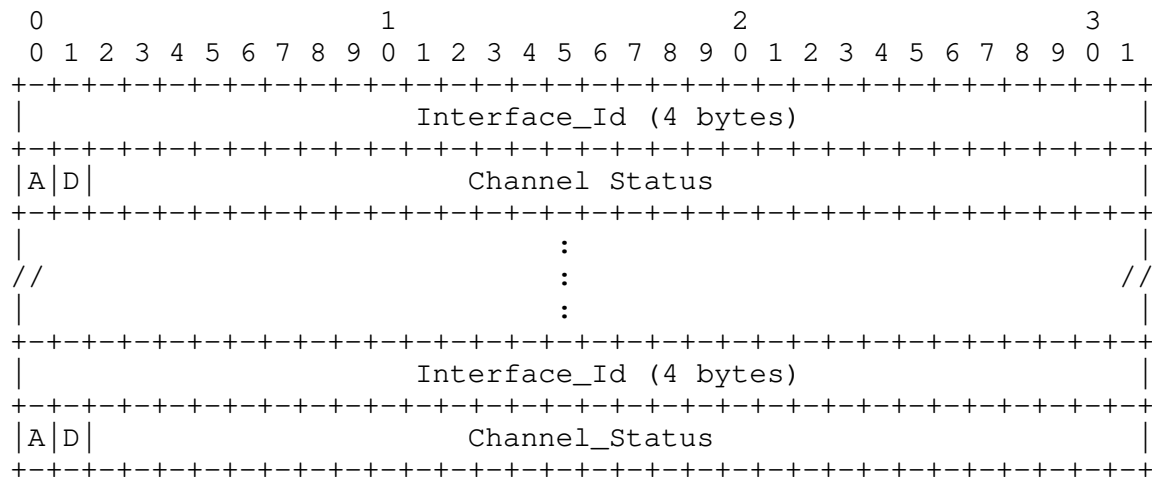 0                   1                   2                   3
 0 1 2 3 4 5 6 7 8 9 0 1 2 3 4 5 6 7 8 9 0 1 2 3 4 5 6 7 8 9 0 1
+-+-+-+-+-+-+-+-+-+-+-+-+-+-+-+-+-+-+-+-+-+-+-+-+-+-+-+-+-+-+-+-+
|                      Interface_Id (4 bytes)                   |
+-+-+-+-+-+-+-+-+-+-+-+-+-+-+-+-+-+-+-+-+-+-+-+-+-+-+-+-+-+-+-+-+
|A|D|                     Channel Status                        |
+-+-+-+-+-+-+-+-+-+-+-+-+-+-+-+-+-+-+-+-+-+-+-+-+-+-+-+-+-+-+-+-+
|                              :                                |
//                             :                               //
|                              :                                |
+-+-+-+-+-+-+-+-+-+-+-+-+-+-+-+-+-+-+-+-+-+-+-+-+-+-+-+-+-+-+-+-+
|                      Interface_Id (4 bytes)                   |
+-+-+-+-+-+-+-+-+-+-+-+-+-+-+-+-+-+-+-+-+-+-+-+-+-+-+-+-+-+-+-+-+
|A|D|                     Channel_Status                        |
+-+-+-+-+-+-+-+-+-+-+-+-+-+-+-+-+-+-+-+-+-+-+-+-+-+-+-+-+-+-+-+-+